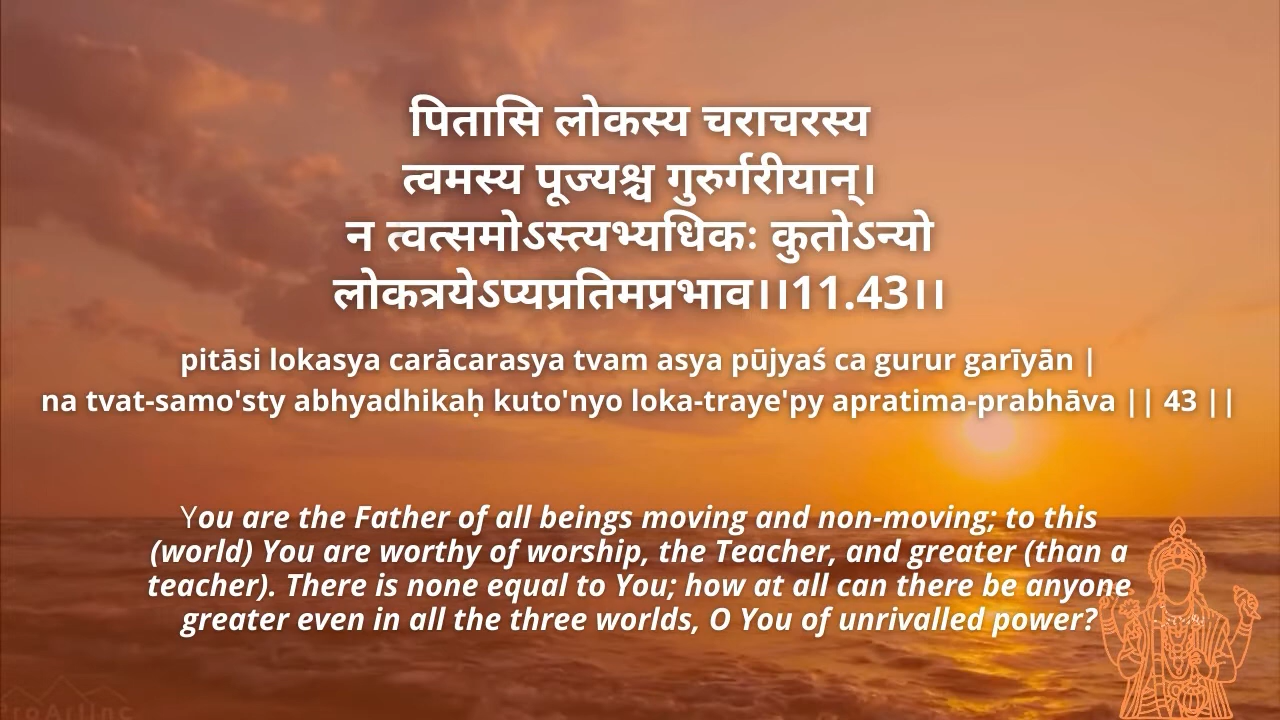 पितासि लोकस्य चराचरस्य
त्वमस्य पूज्यश्च गुरुर्गरीयान्।
न त्वत्समोऽस्त्यभ्यधिकः कुतोऽन्यो
लोकत्रयेऽप्यप्रतिमप्रभाव।।11.43।।
pitāsi lokasya carācarasya tvam asya pūjyaś ca gurur garīyān |
na tvat-samo'sty abhyadhikaḥ kuto'nyo loka-traye'py apratima-prabhāva || 43 ||
You are the Father of all beings moving and non-moving; to this
(world) You are worthy of worship, the Teacher, and greater (than a
teacher). There is none equal to You; how at all can there be anyone
greater even in all the three worlds, O You of unrivalled power?
ProArtInc